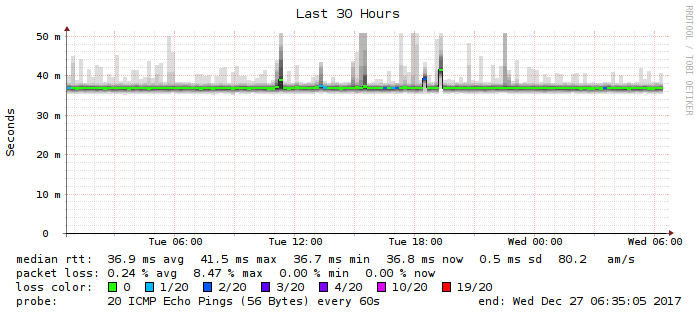 Last 30 Hours
RRDTOOL / TOBI OETIKER
Seconds
50 m
40 m
30 m
20 m
10 m
0
Tue 06:00 Tue 12:00 Tue 18:00 Wed 00:00 Wed 06:00
median rtt: 36.9 ms avg 41.5 ms max 36.7 ms min 36.8 ms now 0.5 ms sd 80.2 am/s
packet loss: 0.24 % avg 8.47 % max 0.00 % min 0.00 % now
loss color: 0 1/20 2/20 3/20 4/20 10/20 19/20
probe: 20 ICMP Echo Pings (56 Bytes) every 60s end: Wed Dec 27 06:35:05 2017